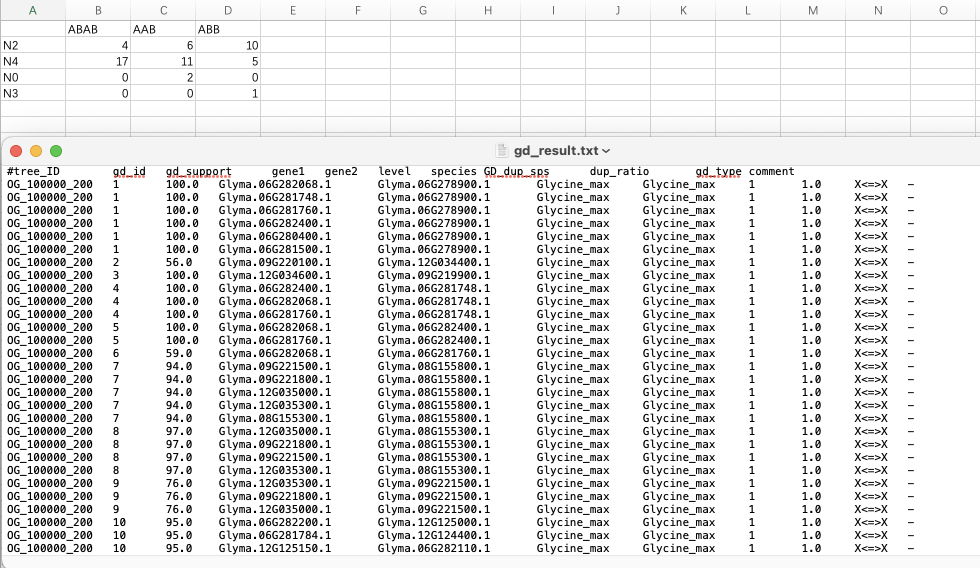 A B C D E F G H I J K L M N O
ABAB AAB ABB
N2 4 6 10
N4 17 11 5
N0 0 2 0
N3 0 0 1
gd_result.txt
#tree_ID gd_id gd_support gene1 gene2 level species GD_dup_sps dup_ratio gd_type comment
OG_100000_200 1 100.0 Glyma.06G282068.1 Glyma.06G278900.1 Glycine_max Glycine_max 1 1.0 X<=>X –
OG_100000_200 1 100.0 Glyma.06G281748.1 Glyma.06G278900.1 Glycine_max Glycine_max 1 1.0 X<=>X –
OG_100000_200 1 100.0 Glyma.06G281760.1 Glyma.06G278900.1 Glycine_max Glycine_max 1 1.0 X<=>X –
OG_100000_200 1 100.0 Glyma.06G282400.1 Glyma.06G278900.1 Glycine_max Glycine_max 1 1.0 X<=>X –
OG_100000_200 1 100.0 Glyma.06G280400.1 Glyma.06G278900.1 Glycine_max Glycine_max 1 1.0 X<=>X –
OG_100000_200 1 100.0 Glyma.06G281500.1 Glyma.06G278900.1 Glycine_max Glycine_max 1 1.0 X<=>X –
OG_100000_200 2 56.0 Glyma.09G220100.1 Glyma.12G034400.1 Glycine_max Glycine_max 1 1.0 X<=>X –
OG_100000_200 3 100.0 Glyma.12G034600.1 Glyma.09G219900.1 Glycine_max Glycine_max 1 1.0 X<=>X –
OG_100000_200 4 100.0 Glyma.06G282400.1 Glyma.06G281748.1 Glycine_max Glycine_max 1 1.0 X<=>X –
OG_100000_200 4 100.0 Glyma.06G282068.1 Glyma.06G281748.1 Glycine_max Glycine_max 1 1.0 X<=>X –
OG_100000_200 4 100.0 Glyma.06G281760.1 Glyma.06G281748.1 Glycine_max Glycine_max 1 1.0 X<=>X –
OG_100000_200 5 100.0 Glyma.06G282068.1 Glyma.06G282400.1 Glycine_max Glycine_max 1 1.0 X<=>X –
OG_100000_200 5 100.0 Glyma.06G281760.1 Glyma.06G282400.1 Glycine_max Glycine_max 1 1.0 X<=>X –
OG_100000_200 6 59.0 Glyma.06G282068.1 Glyma.06G281760.1 Glycine_max Glycine_max 1 1.0 X<=>X –
OG_100000_200 7 94.0 Glyma.09G221500.1 Glyma.08G155800.1 Glycine_max Glycine_max 1 1.0 X<=>X –
OG_100000_200 7 94.0 Glyma.09G221800.1 Glyma.08G155800.1 Glycine_max Glycine_max 1 1.0 X<=>X –
OG_100000_200 7 94.0 Glyma.12G035000.1 Glyma.08G155800.1 Glycine_max Glycine_max 1 1.0 X<=>X –
OG_100000_200 7 94.0 Glyma.12G035300.1 Glyma.08G155800.1 Glycine_max Glycine_max 1 1.0 X<=>X –
OG_100000_200 7 94.0 Glyma.08G155300.1 Glyma.08G155800.1 Glycine_max Glycine_max 1 1.0 X<=>X –
OG_100000_200 8 97.0 Glyma.12G035000.1 Glyma.08G155300.1 Glycine_max Glycine_max 1 1.0 X<=>X –
OG_100000_200 8 97.0 Glyma.09G221800.1 Glyma.08G155300.1 Glycine_max Glycine_max 1 1.0 X<=>X –
OG_100000_200 8 97.0 Glyma.09G221500.1 Glyma.08G155300.1 Glycine_max Glycine_max 1 1.0 X<=>X –
OG_100000_200 8 97.0 Glyma.12G035300.1 Glyma.08G155300.1 Glycine_max Glycine_max 1 1.0 X<=>X –
OG_100000_200 9 76.0 Glyma.12G035300.1 Glyma.09G221500.1 Glycine_max Glycine_max 1 1.0 X<=>X –
OG_100000_200 9 76.0 Glyma.09G221800.1 Glyma.09G221500.1 Glycine_max Glycine_max 1 1.0 X<=>X –
OG_100000_200 9 76.0 Glyma.12G035000.1 Glyma.09G221500.1 Glycine_max Glycine_max 1 1.0 X<=>X –
OG_100000_200 10 95.0 Glyma.06G282200.1 Glyma.12G125000.1 Glycine_max Glycine_max 1 1.0 X<=>X –
OG_100000_200 10 95.0 Glyma.06G281784.1 Glyma.12G124400.1 Glycine_max Glycine_max 1 1.0 X<=>X –
OG_100000_200 10 95.0 Glyma.12G125150.1 Glyma.06G282110.1 Glycine_max Glycine_max 1 1.0 X<=>X –